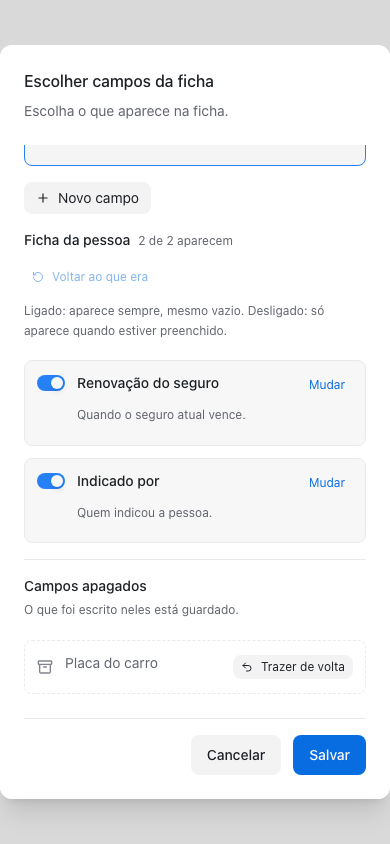 Escolher campos da ficha
Escolha o que aparece na ficha.
Novo campo
Ficha da pessoa 2 de 2 aparecem
Voltar ao que era
Ligado: aparece sempre, mesmo vazio. Desligado: só
aparece quando estiver preenchido.
Renovação do seguro Mudar
Quando o seguro atual vence.
Indicado por Mudar
Quem indicou a pessoa.
Campos apagados
O que foi escrito neles está guardado.
Placa do carro Trazer de volta
Cancelar Salvar